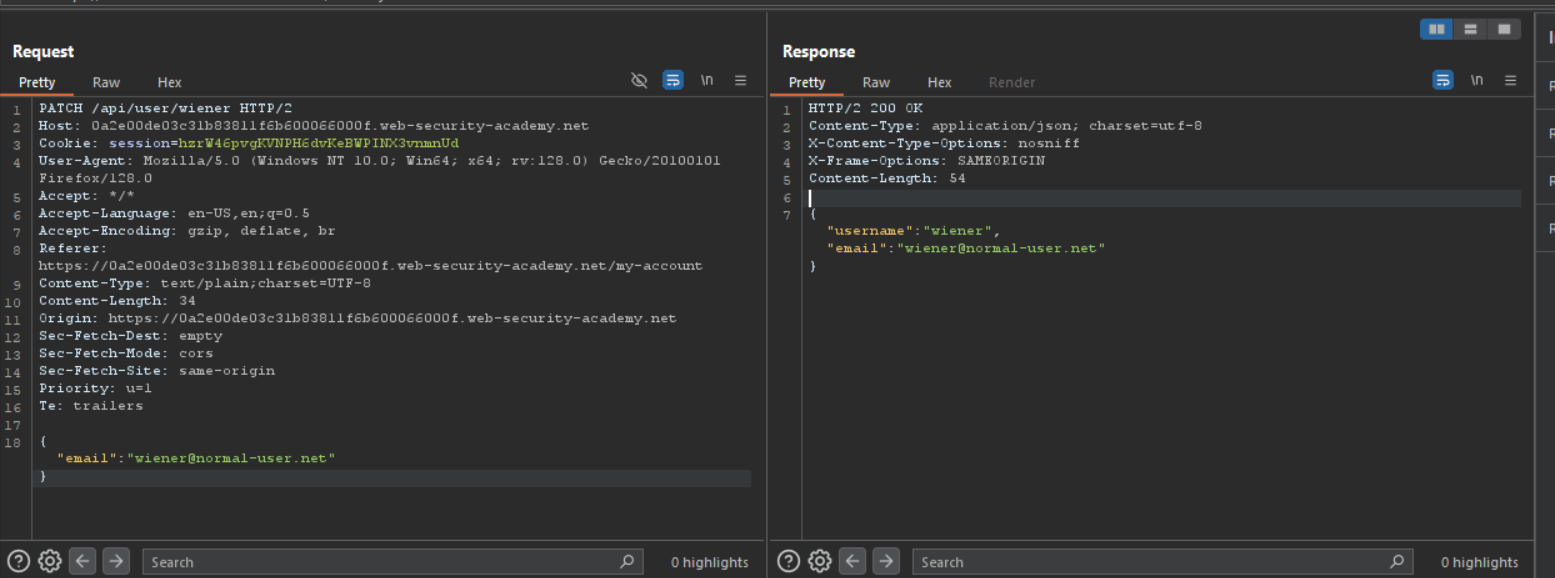 Request
Pretty Raw Hex \n
1 PATCH /api/user/wiener HTTP/2
2 Host: 0a2e00de03c31b83811f6b600066000f.web-security-academy.net
3 Cookie: session=hzrW46pvgKVNPH6dvKeBWPINX3vnmnUd
4 User-Agent: Mozilla/5.0 (Windows NT 10.0; Win64; x64; rv:128.0) Gecko/20100101
Firefox/128.0
5 Accept: */*
6 Accept-Language: en-US,en;q=0.5
7 Accept-Encoding: gzip, deflate, br
8 Referer:
https://0a2e00de03c31b83811f6b600066000f.web-security-academy.net/my-account
9 Content-Type: text/plain;charset=UTF-8
10 Content-Length: 34
11 Origin: https://0a2e00de03c31b83811f6b600066000f.web-security-academy.net
12 Sec-Fetch-Dest: empty
13 Sec-Fetch-Mode: cors
14 Sec-Fetch-Site: same-origin
15 Priority: u=1
16 Te: trailers
17
18 {
"email":"wiener@normal-user.net"
}
Search 0 highlights
Response
Pretty Raw Hex Render \n
1 HTTP/2 200 OK
2 Content-Type: application/json; charset=utf-8
3 X-Content-Type-Options: nosniff
4 X-Frame-Options: SAMEORIGIN
5 Content-Length: 54
6
7 {
"username":"wiener",
"email":"wiener@normal-user.net"
}
Search 0 highlights